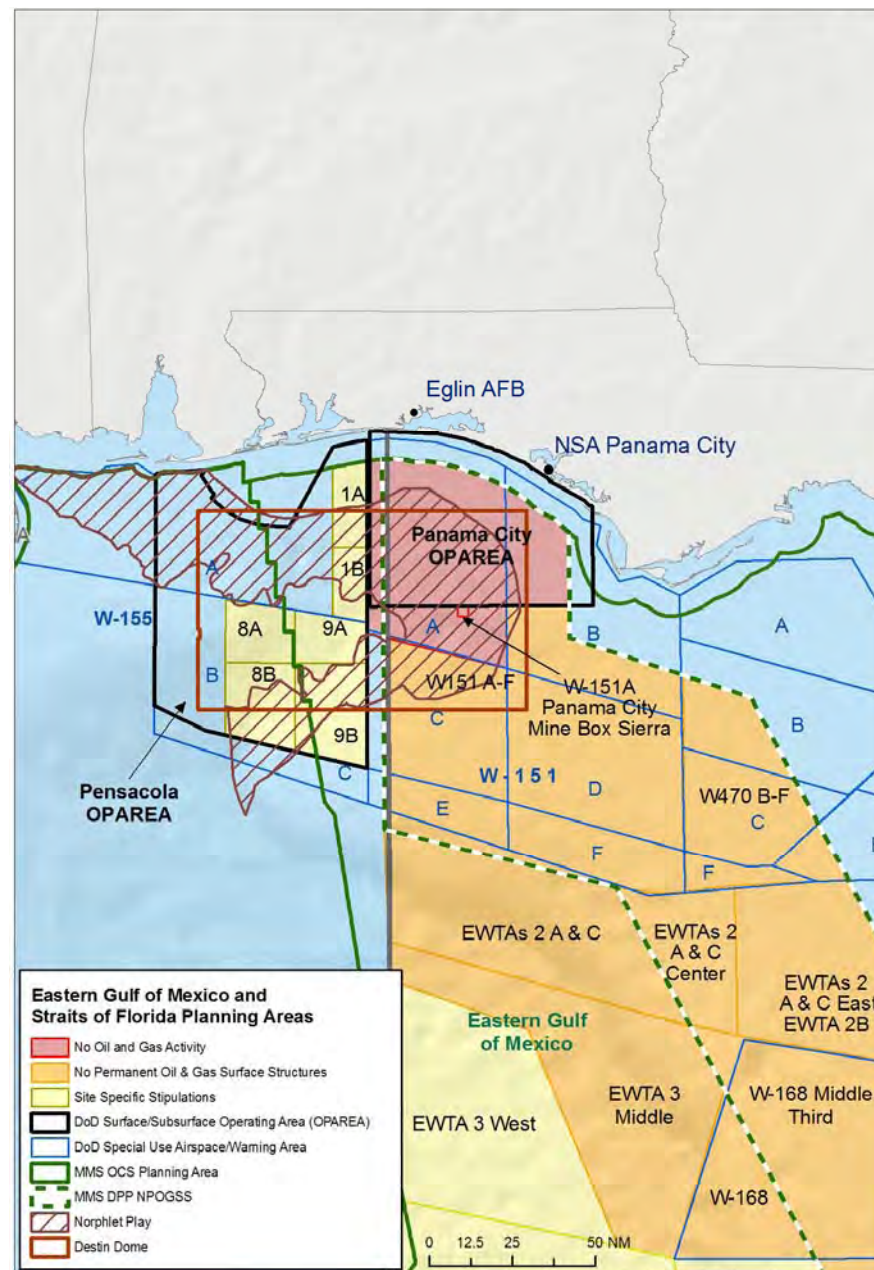 Eglin AFB
NSA Panama City
1A
Panama City
OPAREA
1B
A
A
A
A
W-155
8A
9A
B
W151 A-F
W-151A
Panama City
Mine Box Sierra
B
8B
B
C
9B
C
W-151
D
Pensacola
OPAREA
E
W470 B-F
C
F
F
EWTAs 2 A & C
EWTAs 2
A & C
Center
EWTAs 2
A & C East
EWTA 2B
Eastern Gulf
of Mexico
EWTA 3 West
EWTA 3
Middle
W-168 Middle
Third
W-168
Eastern Gulf of Mexico and
Straits of Florida Planning Areas
No Oil and Gas Activity
No Permanent Oil & Gas Surface Structures
Site Specific Stipulations
DoD Surface/Subsurface Operating Area (OPAREA)
DoD Special Use Airspace/Warning Area
MMS OCS Planning Area
MMS DPP NPOGSS
Norphlet Play
Destin Dome
0 12.5 25 50 NM